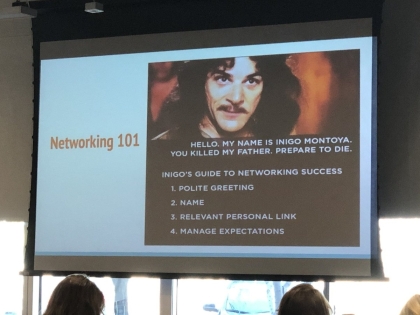 Networking 101
HELLO. MY NAME IS INIGO MONTOYA.
YOU KILLED MY FATHER. PREPARE TO DIE.
INIGO'S GUIDE TO NETWORKING SUCCESS
1. POLITE GREETING
2. NAME
3. RELEVANT PERSONAL LINK
4. MANAGE EXPECTATIONS